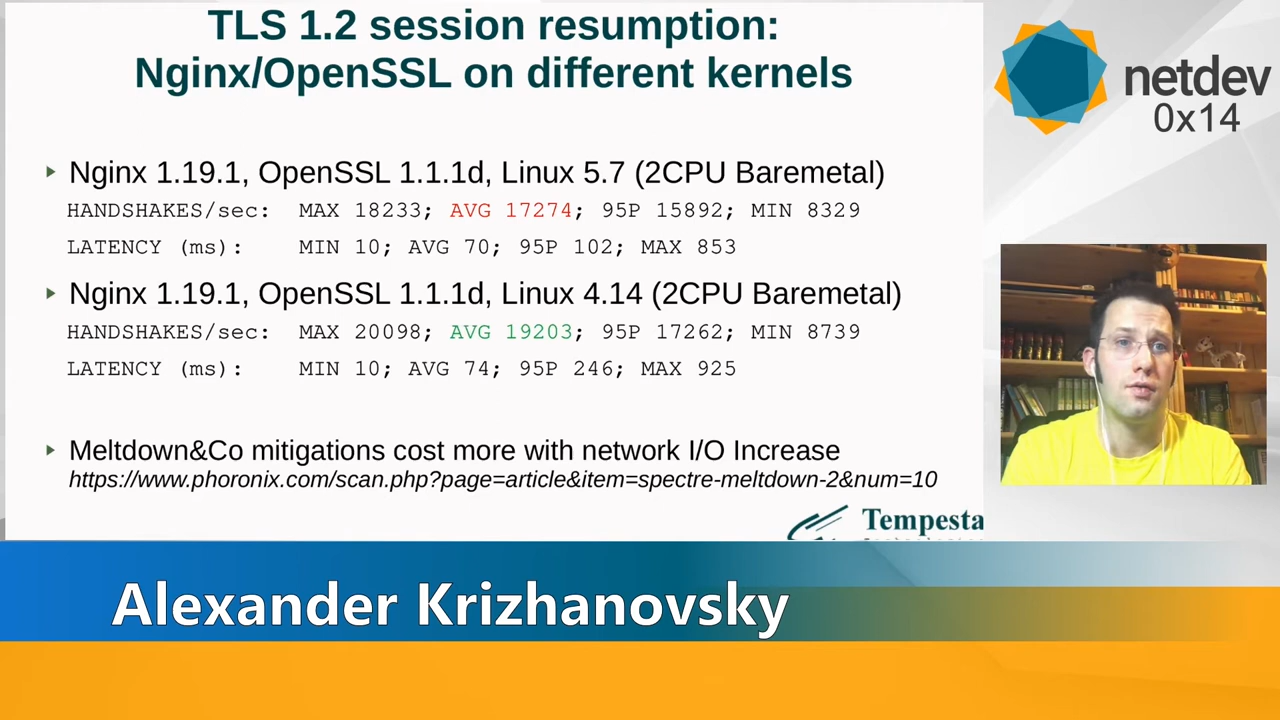 TLS 1.2 session resumption:
Nginx/OpenSSL on different kernels
Nginx 1.19.1, OpenSSL 1.1.1d, Linux 5.7 (2CPU Baremetal)
HANDSHAKES/sec: MAX 18233; AVG 17274; 95P 15892; MIN 8329
LATENCY (ms): MIN 10; AVG 70; 95P 102; MAX 853
Nginx 1.19.1, OpenSSL 1.1.1d, Linux 4.14 (2CPU Baremetal)
HANDSHAKES/sec: MAX 20098; AVG 19203; 95P 17262; MIN 8739
LATENCY (ms): MIN 10; AVG 74; 95P 246; MAX 925
Meltdown&Co mitigations cost more with network I/O Increase
https://www.phoronix.com/scan.php?page=article&item=spectre-meltdown-2&num=10
Tempesta
netdev
0x14
Alexander Krizhanovsky